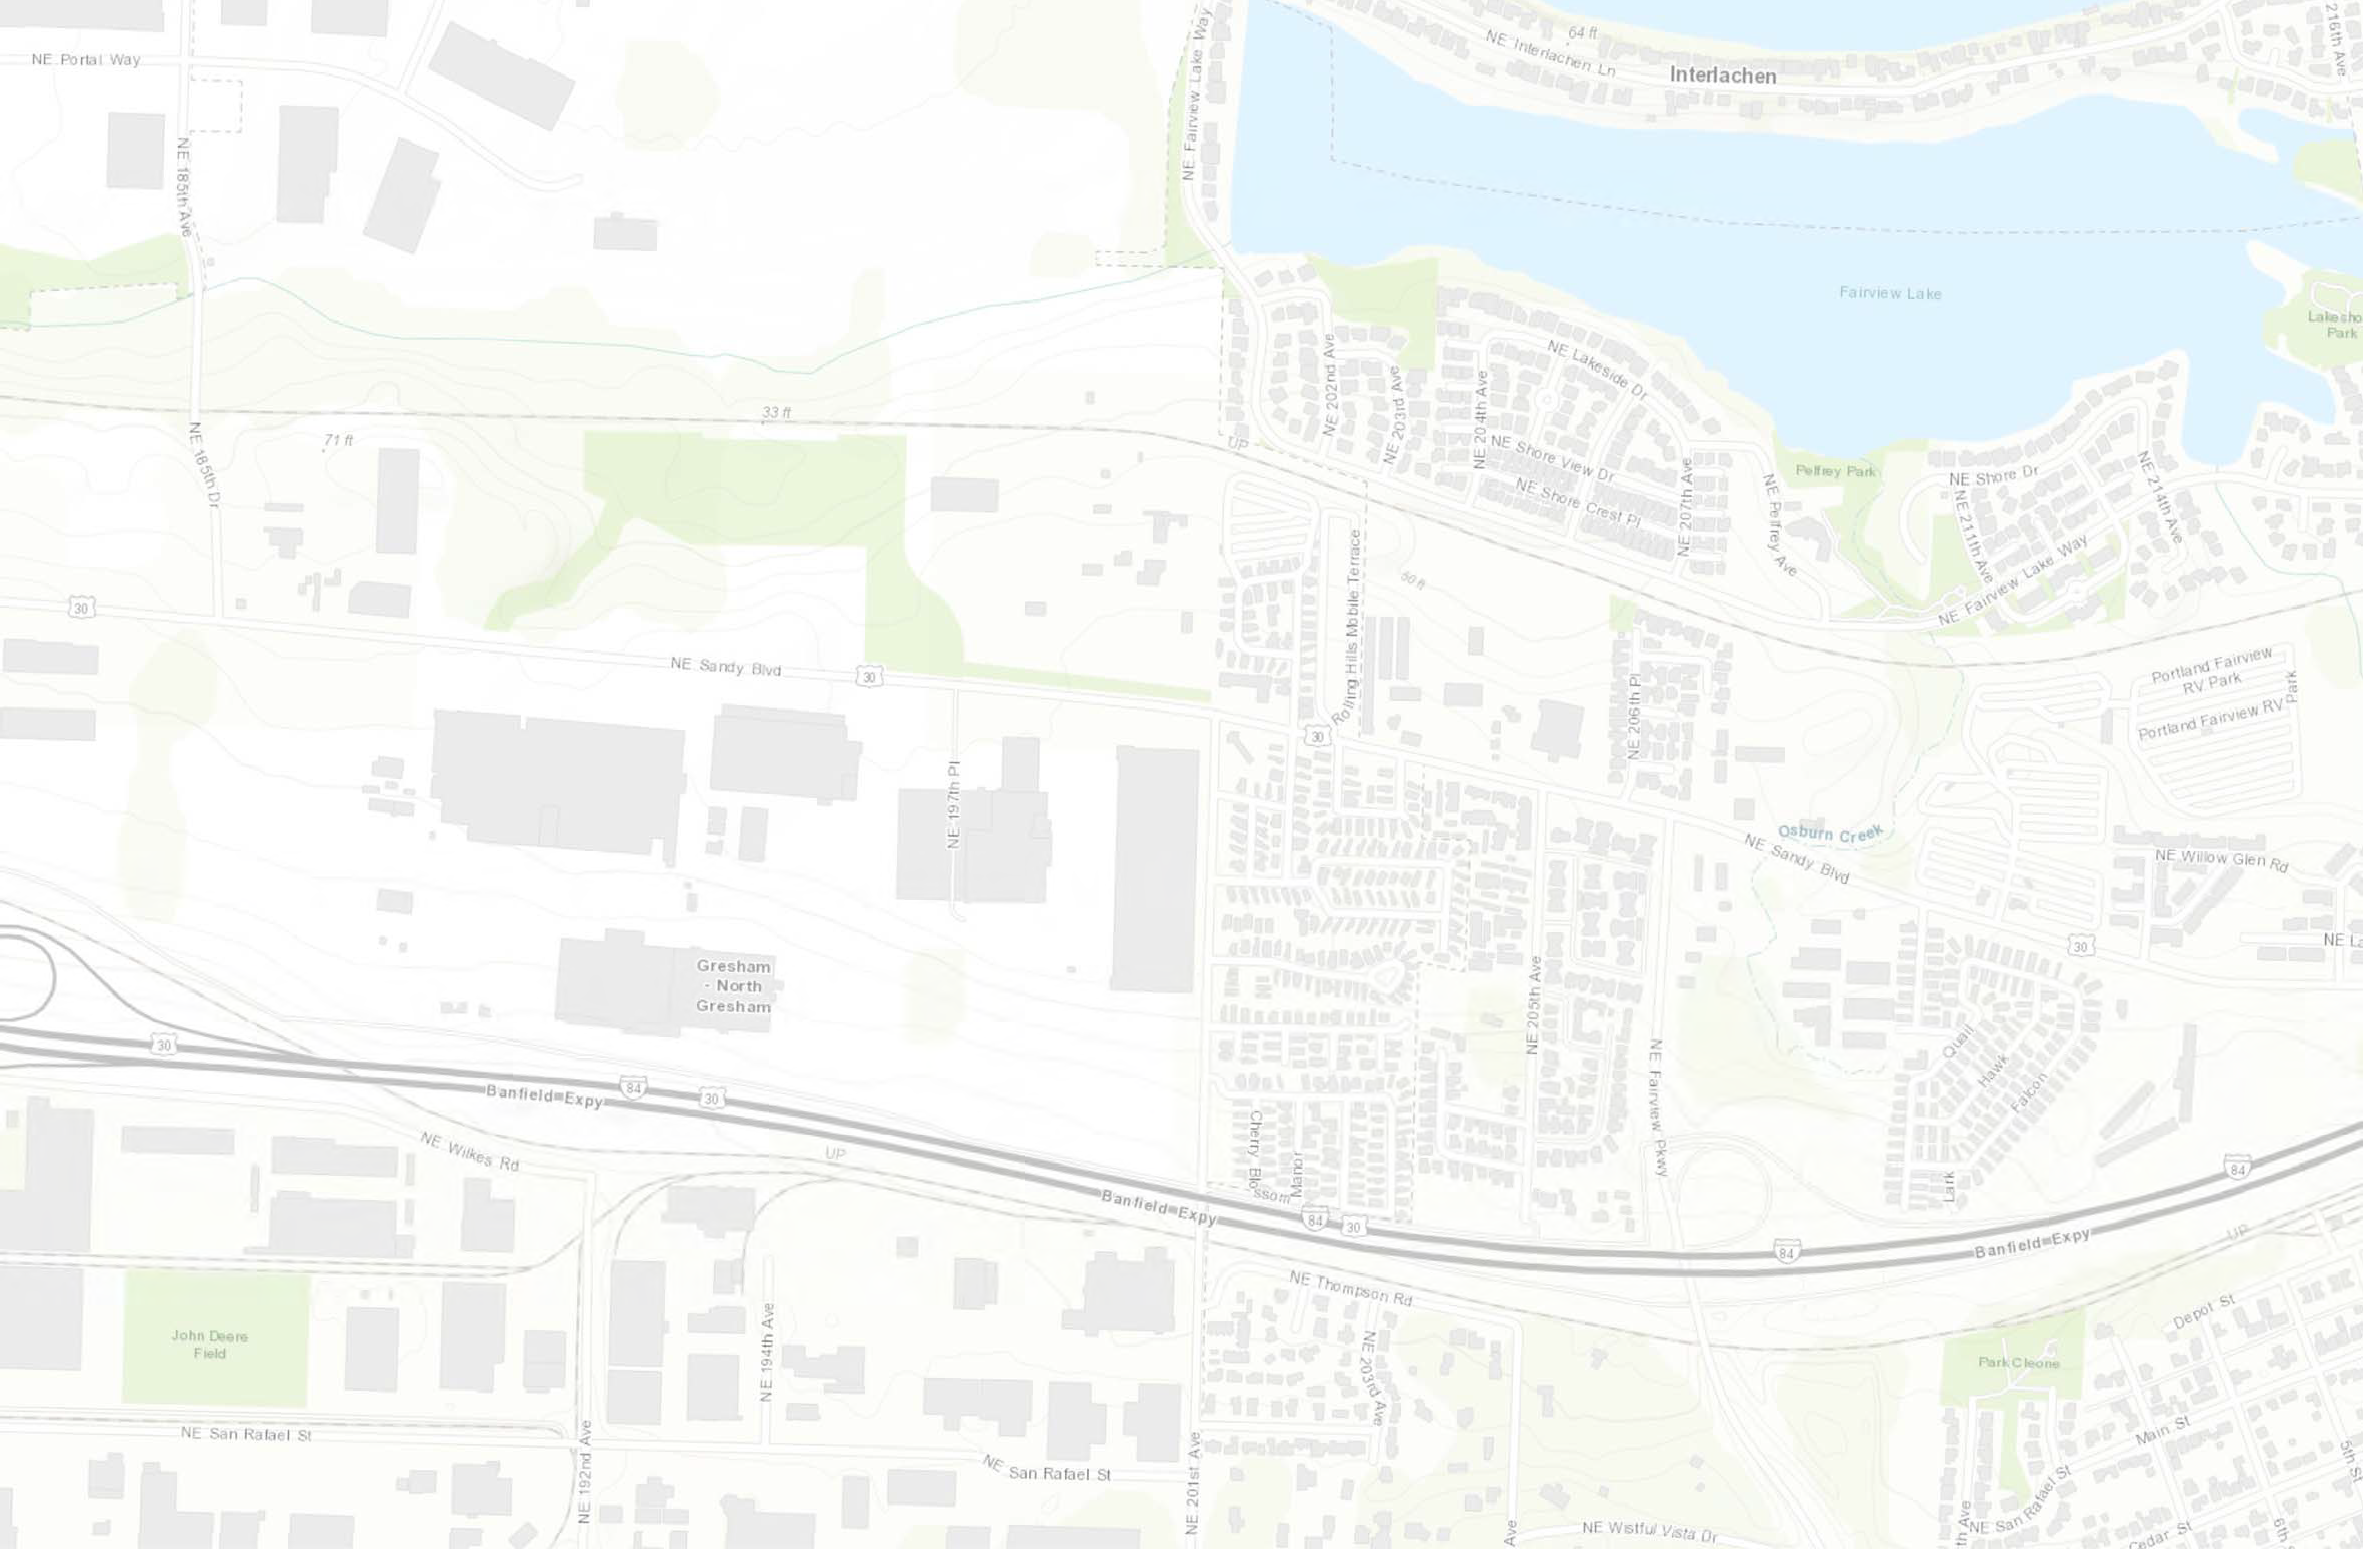 NE Portal Way
NE 185th Ave
NE Fairview Lake Way
NE Interlachen Ln
64 ft
Interlachen
216th Ave
Fairview Lake
Lakesho
Park
33 ft
71 ft
UP
NE 185th Dr
NE 202nd Ave
NE 203rd Ave
NE 204th Ave
NE Lakeside Dr
NE Shore View Dr
NE Shore Crest Pl
NE 207th Ave
NE Pelfrey Ave
Pelfrey Park
NE Shore Dr
NE 211th Ave
NE 214th Ave
NE Fairview Lake Way
50 ft
Rolling Hills Mobile Terrace
30
NE Sandy Blvd
30
30
NE 206th Pl
Portland Fairview
RV Park
Portland Fairview RV
Park
NE 197th Pl
Osburn Creek
NE Sandy Blvd
NE Willow Glen Rd
30
NE La
Gresham
- North
Gresham
NE 205th Ave
NE Fairview Pkwy
Quail
Hawk
Falcon
Lark
30
Banfield Expy
84
30
NE Wilkes Rd
UP
Cherry Blossom
Manor
Banfield Expy
84
30
84
Banfield Expy
84
UP
NE Thompson Rd
NE 203rd Ave
John Deere
Field
NE 194th Ave
NE San Rafael St
NE 192nd Ave
NE San Rafael St
NE 201st Ave
Ave
NE Wistful Vista Dr
Park Cleone
Depot St
Main St
NE San Rafael St
th Ave
Cedar St
6th
5th St